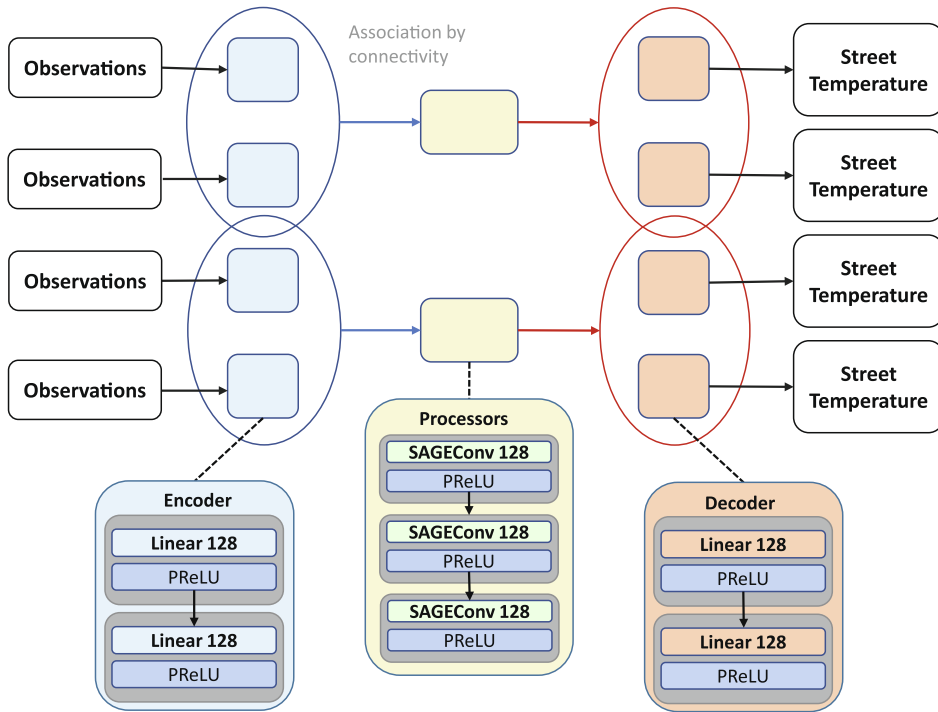 Association by
connectivity
Observations
Street
Temperature
Observations
Street
Temperature
Observations
Street
Temperature
Observations
Street
Temperature
Encoder
Linear 128
PReLU
Linear 128
PReLU
Processors
SAGEConv 128
PReLU
SAGEConv 128
PReLU
SAGEConv 128
PReLU
Decoder
Linear 128
PReLU
Linear 128
PReLU